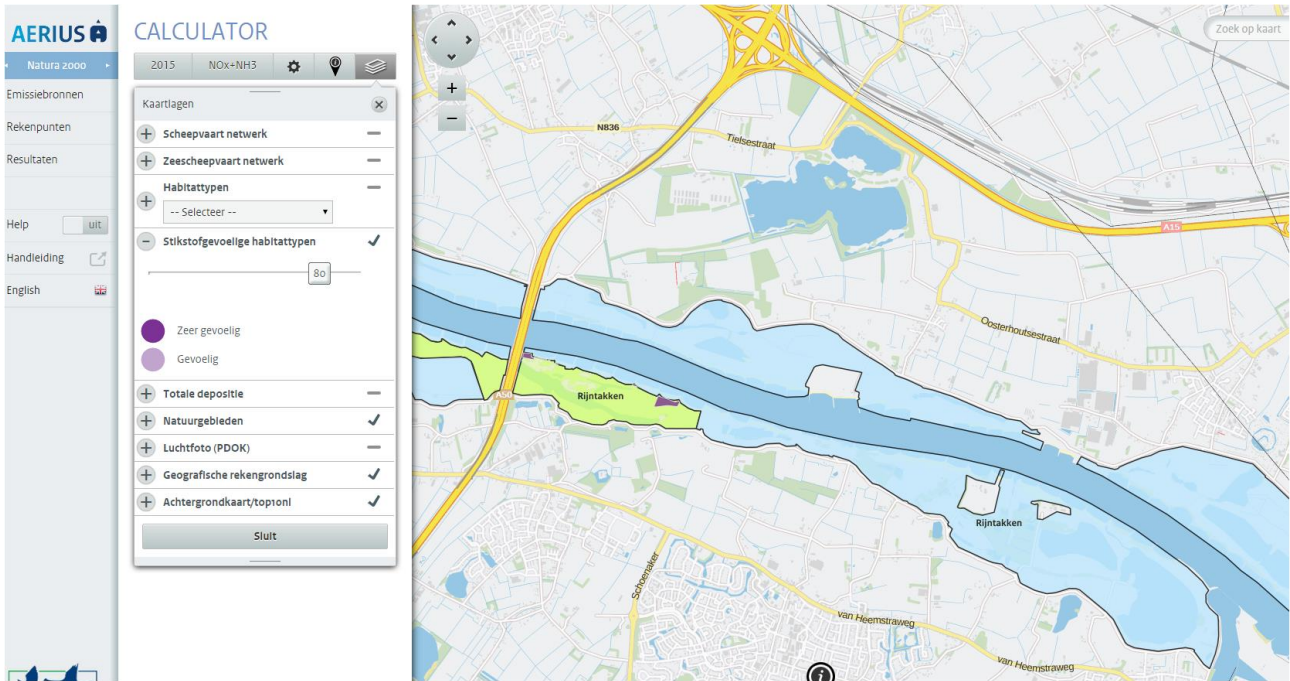 AERIUS
Natura 2000
Emissiebronnen
Rekenpunten
Resultaten
Help
uit
Handleiding
English
CALCULATOR
2015
NOx+NH3
Kaartlagen
Scheepvaart netwerk
Zeescheepvaart netwerk
Habitattypen
-- Selecteer --
Stikstofgevoelige habitattypen
80
Zeer gevoelig
Gevoelig
Totale depositie
Natuurgebieden
Luchtfoto (PDOK)
Geografische rekengrondslag
Achtergrondkaart/top10nl
Sluit
Zoek op kaart
N836
Tielsestraat
A15
Oosterhoutsestraat
A50
Rijntakken
Rijntakken
Schoenaker
van Heemstraweg
van Heemstraweg